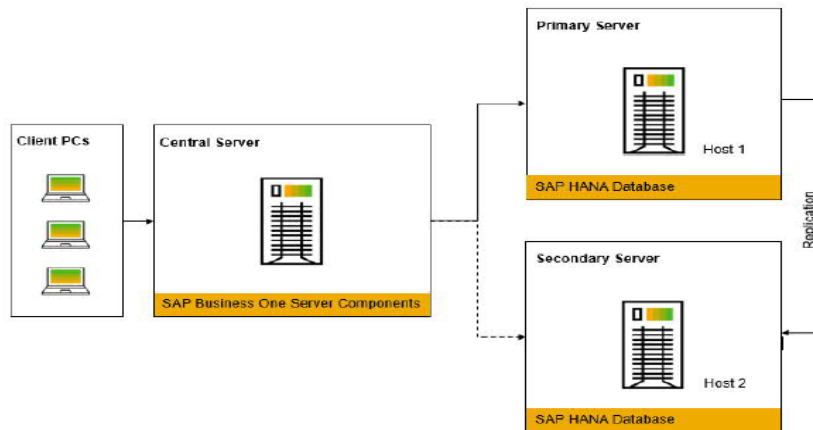 Client PCs
Central Server
SAP Business One Server Components
Primary Server
Host 1
SAP HANA Database
Replication
Secondary Server
Host 2
SAP HANA Database